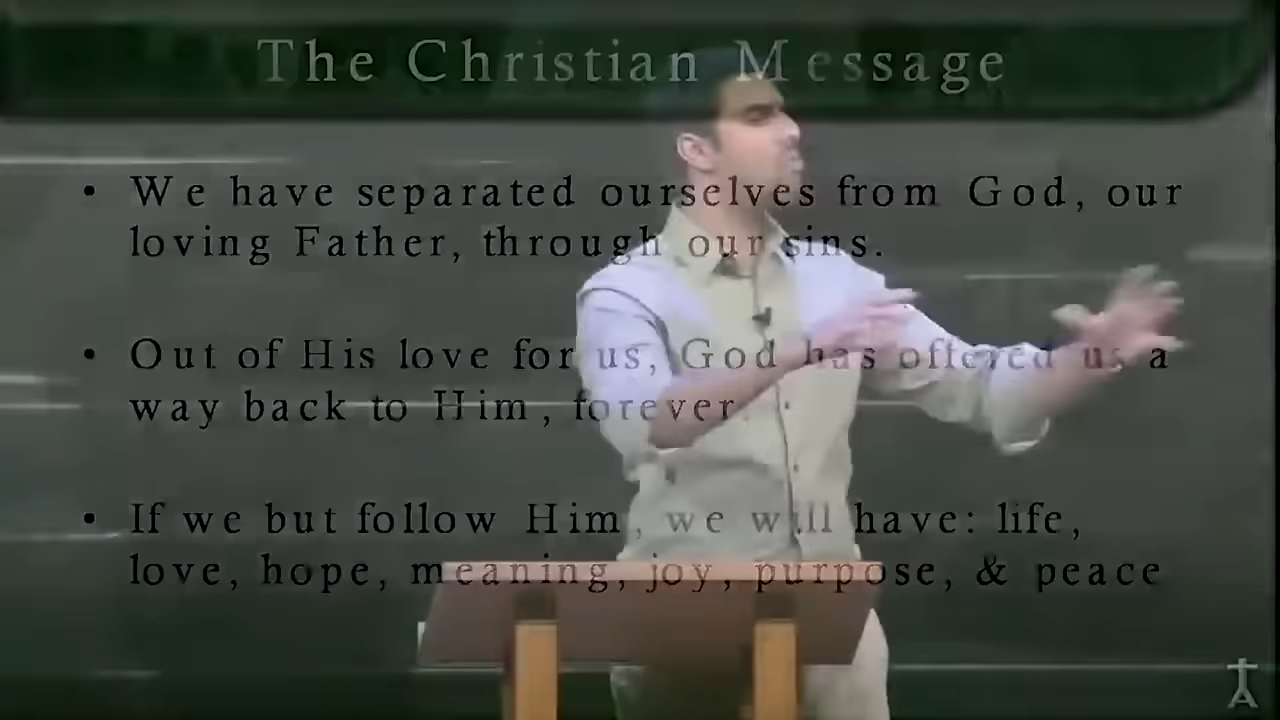 The Christian Message
• We have separated ourselves from God, our
loving Father, through our sins.
• Out of His love for us, God has offered us a
way back to Him, forever.
• If we but follow Him, we will have: life,
love, hope, meaning, joy, purpose, & peace